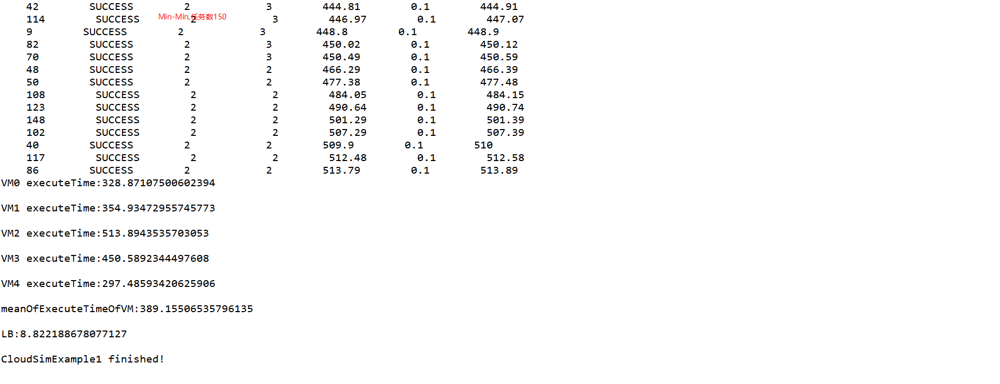 42 SUCCESS 2 3 444.81 0.1 444.91
Min-Min,任务数150
114 SUCCESS 2 3 446.97 0.1 447.07
9 SUCCESS 2 3 448.8 0.1 448.9
82 SUCCESS 2 3 450.02 0.1 450.12
70 SUCCESS 2 3 450.49 0.1 450.59
48 SUCCESS 2 2 466.29 0.1 466.39
50 SUCCESS 2 2 477.38 0.1 477.48
108 SUCCESS 2 2 484.05 0.1 484.15
123 SUCCESS 2 2 490.64 0.1 490.74
148 SUCCESS 2 2 501.29 0.1 501.39
102 SUCCESS 2 2 507.29 0.1 507.39
40 SUCCESS 2 2 509.9 0.1 510
117 SUCCESS 2 2 512.48 0.1 512.58
86 SUCCESS 2 2 513.79 0.1 513.89
VM0 executeTime:328.87107500602394
VM1 executeTime:354.93472955745773
VM2 executeTime:513.8943535703053
VM3 executeTime:450.5892344497608
VM4 executeTime:297.48593420625906
meanOfExecuteTimeOfVM:389.15506535796135
LB:8.822188678077127
CloudSimExample1 finished!